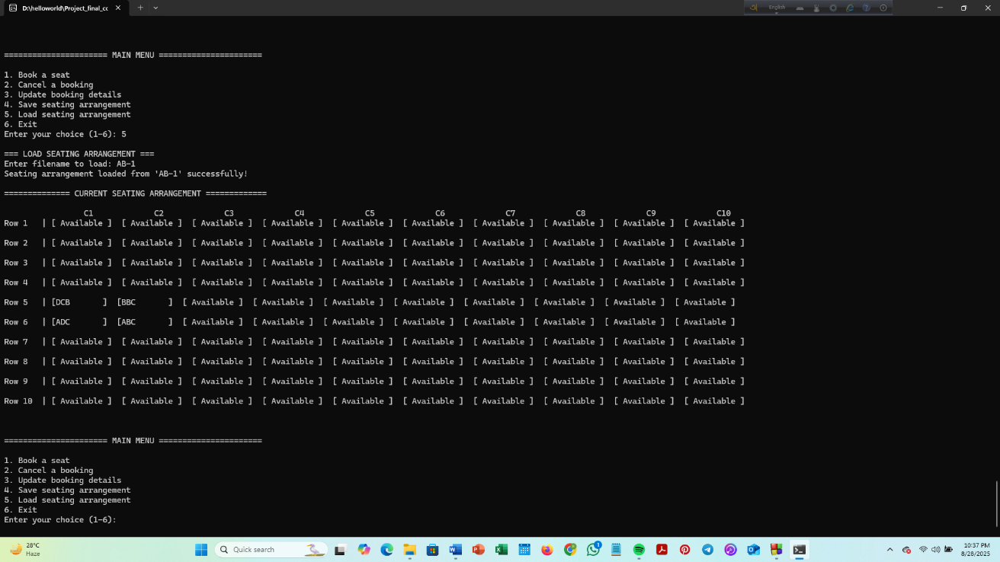 D:\helloworld\Project_final_cc
English
====================== MAIN MENU ======================
1. Book a seat
2. Cancel a booking
3. Update booking details
4. Save seating arrangement
5. Load seating arrangement
6. Exit
Enter your choice (1-6): 5
=== LOAD SEATING ARRANGEMENT ===
Enter filename to load: AB-1
Seating arrangement loaded from 'AB-1' successfully!
============== CURRENT SEATING ARRANGEMENT =============
C1 C2 C3 C4 C5 C6 C7 C8 C9 C10
Row 1 | [ Available ] [ Available ] [ Available ] [ Available ] [ Available ] [ Available ] [ Available ] [ Available ] [ Available ] [ Available ]
Row 2 | [ Available ] [ Available ] [ Available ] [ Available ] [ Available ] [ Available ] [ Available ] [ Available ] [ Available ] [ Available ]
Row 3 | [ Available ] [ Available ] [ Available ] [ Available ] [ Available ] [ Available ] [ Available ] [ Available ] [ Available ] [ Available ]
Row 4 | [ Available ] [ Available ] [ Available ] [ Available ] [ Available ] [ Available ] [ Available ] [ Available ] [ Available ] [ Available ]
Row 5 | [DCB ] [BBC ] [ Available ] [ Available ] [ Available ] [ Available ] [ Available ] [ Available ] [ Available ] [ Available ]
Row 6 | [ADC ] [ABC ] [ Available ] [ Available ] [ Available ] [ Available ] [ Available ] [ Available ] [ Available ] [ Available ]
Row 7 | [ Available ] [ Available ] [ Available ] [ Available ] [ Available ] [ Available ] [ Available ] [ Available ] [ Available ] [ Available ]
Row 8 | [ Available ] [ Available ] [ Available ] [ Available ] [ Available ] [ Available ] [ Available ] [ Available ] [ Available ] [ Available ]
Row 9 | [ Available ] [ Available ] [ Available ] [ Available ] [ Available ] [ Available ] [ Available ] [ Available ] [ Available ] [ Available ]
Row 10 | [ Available ] [ Available ] [ Available ] [ Available ] [ Available ] [ Available ] [ Available ] [ Available ] [ Available ] [ Available ]
====================== MAIN MENU ======================
1. Book a seat
2. Cancel a booking
3. Update booking details
4. Save seating arrangement
5. Load seating arrangement
6. Exit
Enter your choice (1-6):
28°C
Haze
Quick search
1
10:37 PM
8/28/2025